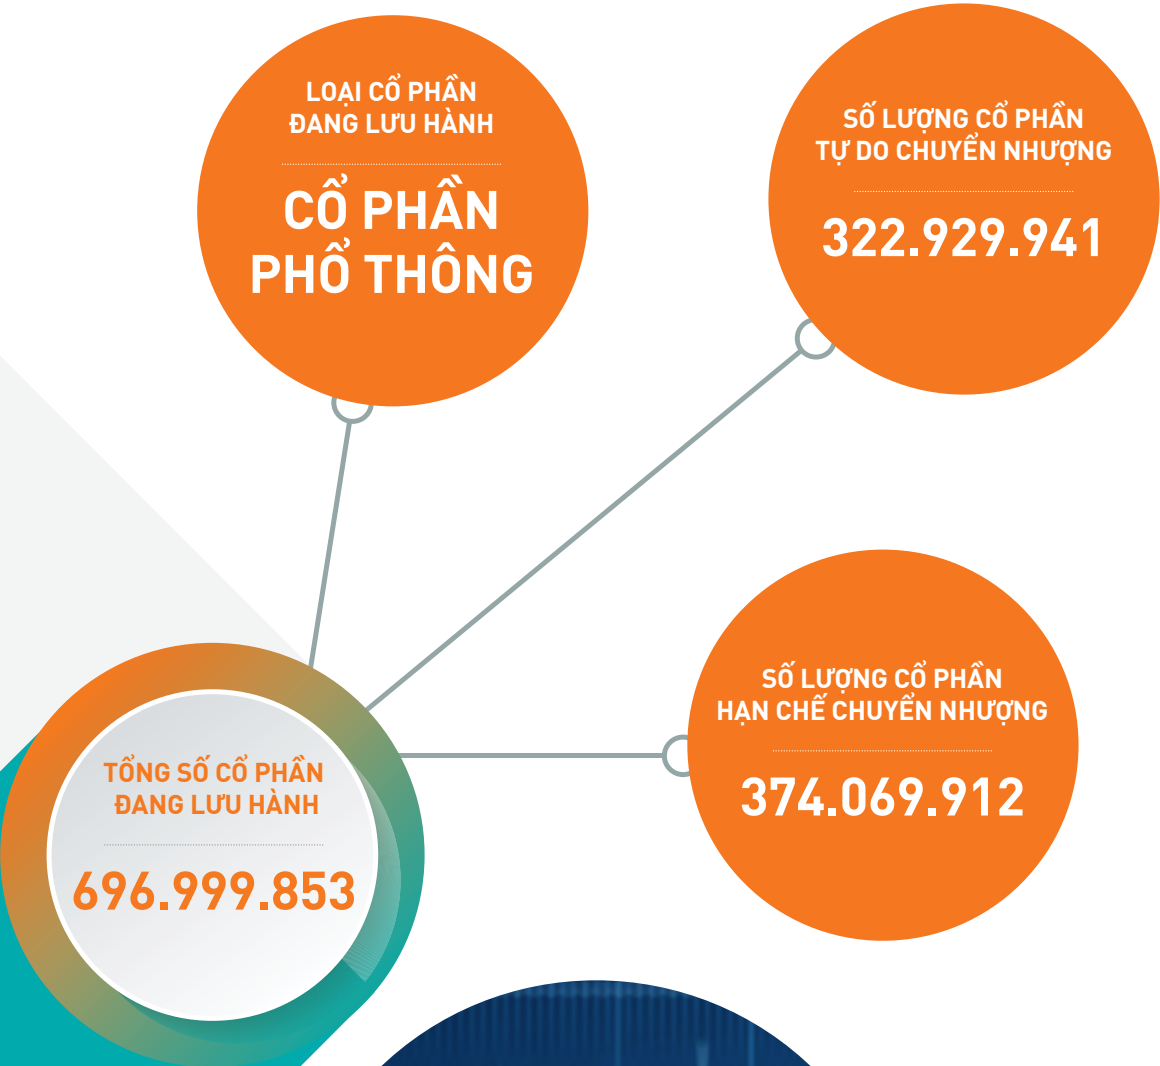 LOẠI CỔ PHẦN
ĐANG LƯU HÀNH
CỔ PHẦN
PHỔ THÔNG
SỐ LƯỢNG CỔ PHẦN
TỰ DO CHUYỂN NHƯỢNG
322.929.941
SỐ LƯỢNG CỔ PHẦN
HẠN CHẾ CHUYỂN NHƯỢNG
374.069.912
TỔNG SỐ CỔ PHẦN
ĐANG LƯU HÀNH
696.999.853